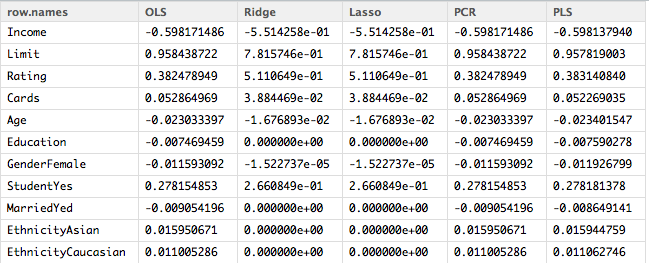 row.names OLS Ridge Lasso PCR PLS
Income -0.598171486 -5.514258e-01 -5.514258e-01 -0.598171486 -0.598137940
Limit 0.958438722 7.815746e-01 7.815746e-01 0.958438722 0.957819003
Rating 0.382478949 5.110649e-01 5.110649e-01 0.382478949 0.383140840
Cards 0.052864969 3.884449e-02 3.884449e-02 0.052864969 0.052269035
Age -0.023033397 -1.676893e-02 -1.676893e-02 -0.023033397 -0.023401547
Education -0.007469459 0.000000e+00 0.000000e+00 -0.007469459 -0.007590278
GenderFemale -0.011593092 -1.522737e-05 -1.522737e-05 -0.011593092 -0.011926799
StudentYes 0.278154853 2.660849e-01 2.660849e-01 0.278154853 0.278181378
MarriedYed -0.009054196 0.000000e+00 0.000000e+00 -0.009054196 -0.008649141
EthnicityAsian 0.015950671 0.000000e+00 0.000000e+00 0.015950671 0.015944759
EthnicityCaucasian 0.011005286 0.000000e+00 0.000000e+00 0.011005286 0.011062746